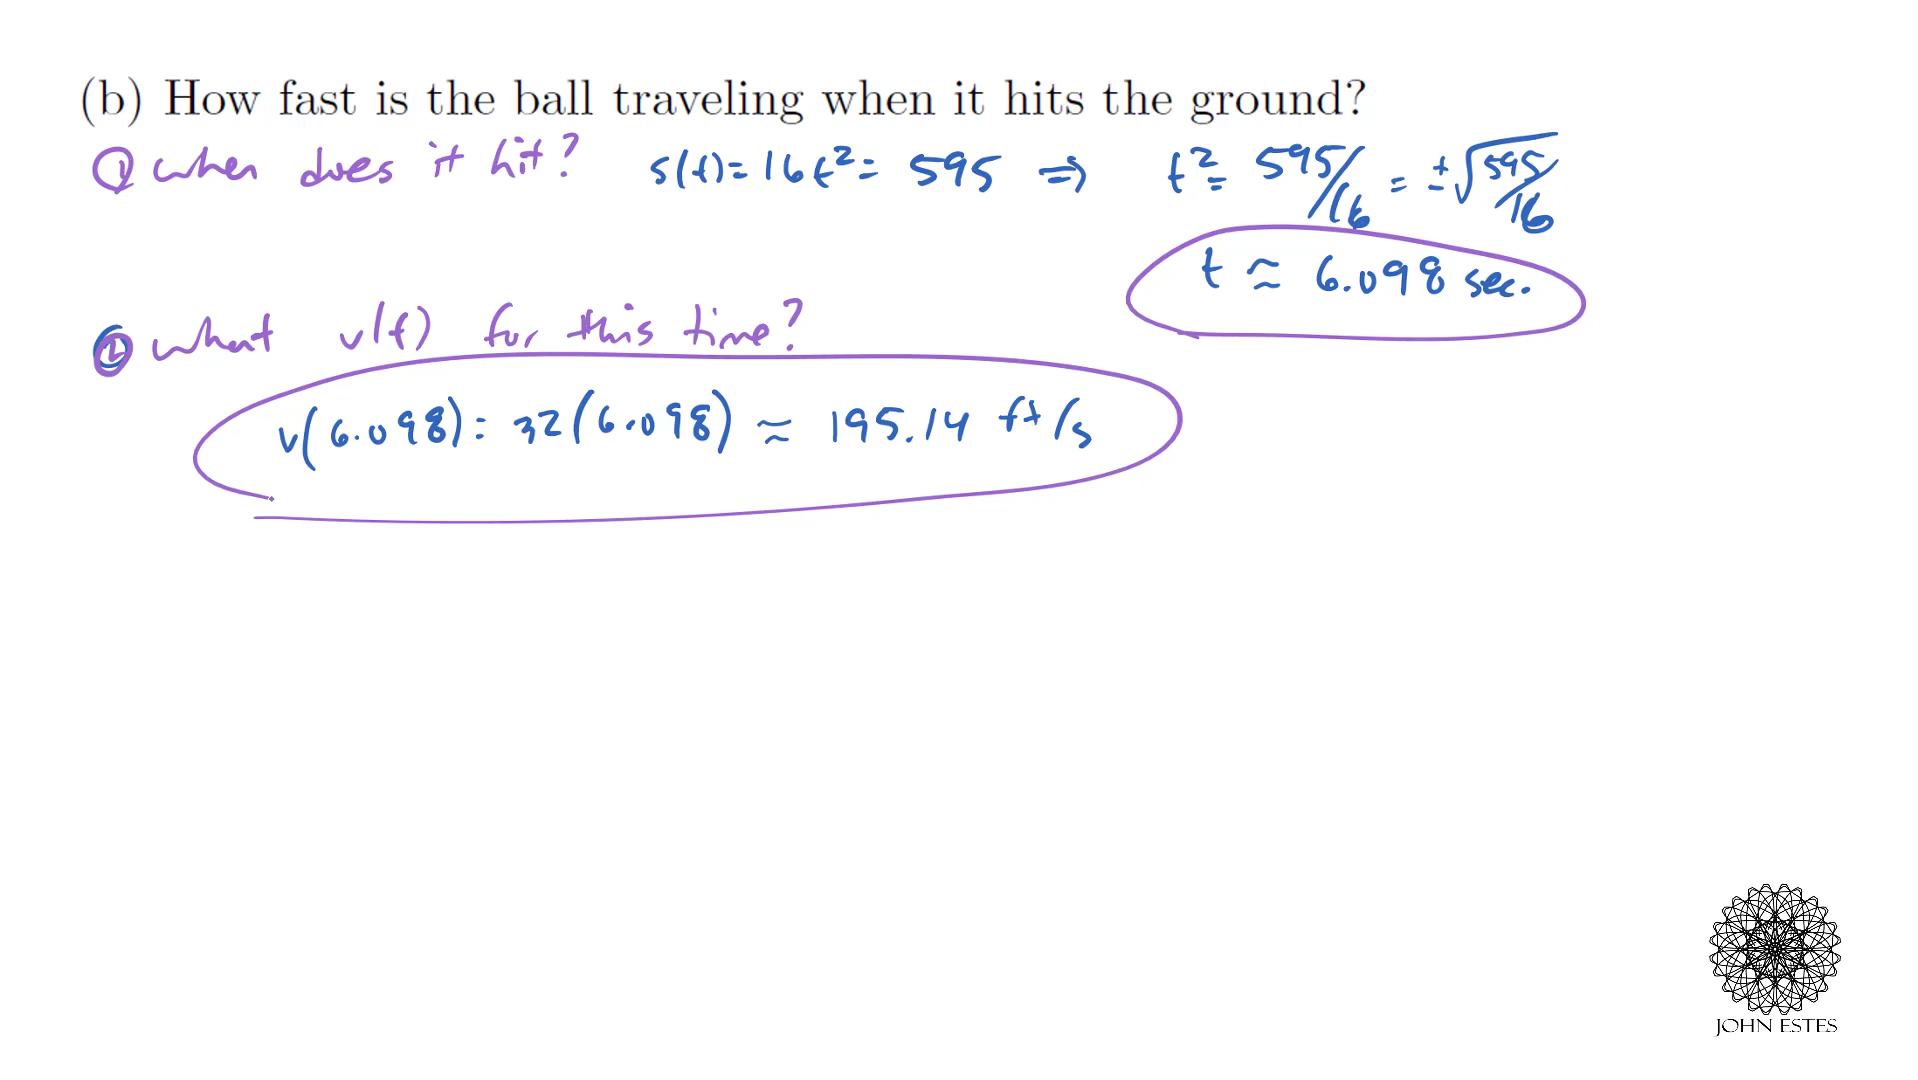 (b) How fast is the ball traveling when it hits the ground?
① when does it hit? s(t) = 16t² = 595 ⇒ t² = 595/16 = ±√595/16
t ≈ 6.098 sec.
② what v(t) for this time?
v(6.098) = 32(6.098) ≈ 195.14 ft/s
JOHN ESTES